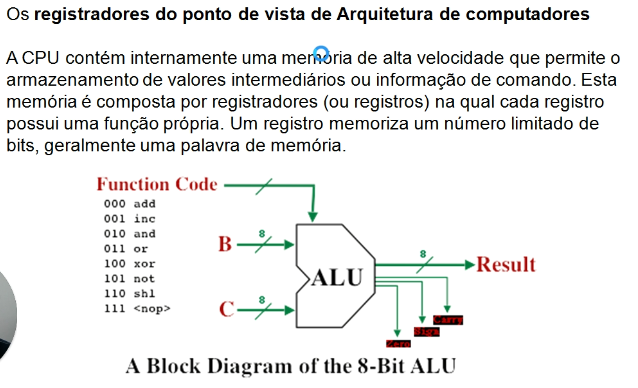 Os registradores do ponto de vista de Arquitetura de computadores
A CPU contém internamente uma memória de alta velocidade que permite o
armazenamento de valores intermediários ou informação de comando. Esta
memória é composta por registradores (ou registros) na qual cada registro
possui uma função própria. Um registro memoriza um número limitado de
bits, geralmente uma palavra de memória.
Function Code
000 add
001 inc
010 and
011 or
100 xor
101 not
110 shl
111 <nop>
B
8
C
8
ALU
8
Result
Carry
Sign
Zero
A Block Diagram of the 8-Bit ALU